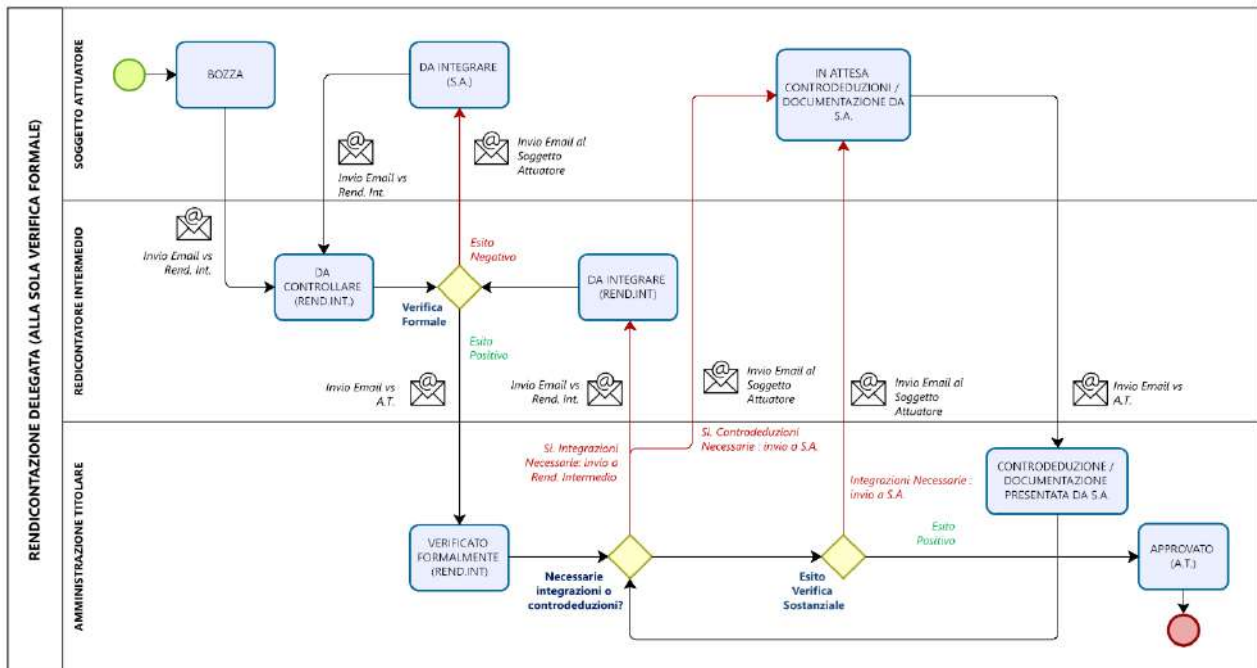 RENDICONTAZIONE DELEGATA (ALLA SOLA VERIFICA FORMALE)
SOGGETTO ATTUATORE
BOZZA
DA INTEGRARE
(S.A.)
IN ATTESA
CONTRODEDUZIONI /
DOCUMENTAZIONE DA
S.A.
Invio Email vs
Rend. Int.
Invio Email al
Soggetto
Attuatore
Invio Email vs
Rend. Int.
REDICONTATORE INTERMEDIO
DA
CONTROLLARE
(REND.INT.)
Esito
Negativo
Verifica
Formale
DA INTEGRARE
(REND.INT)
Esito
Positivo
Invio Email vs
A.T.
Invio Email vs
Rend. Int.
Invio Email al
Soggetto
Attuatore
Invio Email al
Soggetto
Attuatore
Invio Email vs
A.T.
AMMINISTRAZIONE TITOLARE
Si. Integrazioni
Necessarie: invio a
Rend. Intermedio
Si. Controdeduzioni
Necessarie : invio a S.A.
Integrazioni Necessarie :
invio a S.A.
CONTRODEDUZIONE /
DOCUMENTAZIONE
PRESENTATA DA S.A.
VERIFICATO
FORMALMENTE
(REND.INT)
Necessarie
integrazioni o
controdeduzioni?
Esito
Verifica
Sostanziale
Esito
Positivo
APPROVATO
(A.T.)